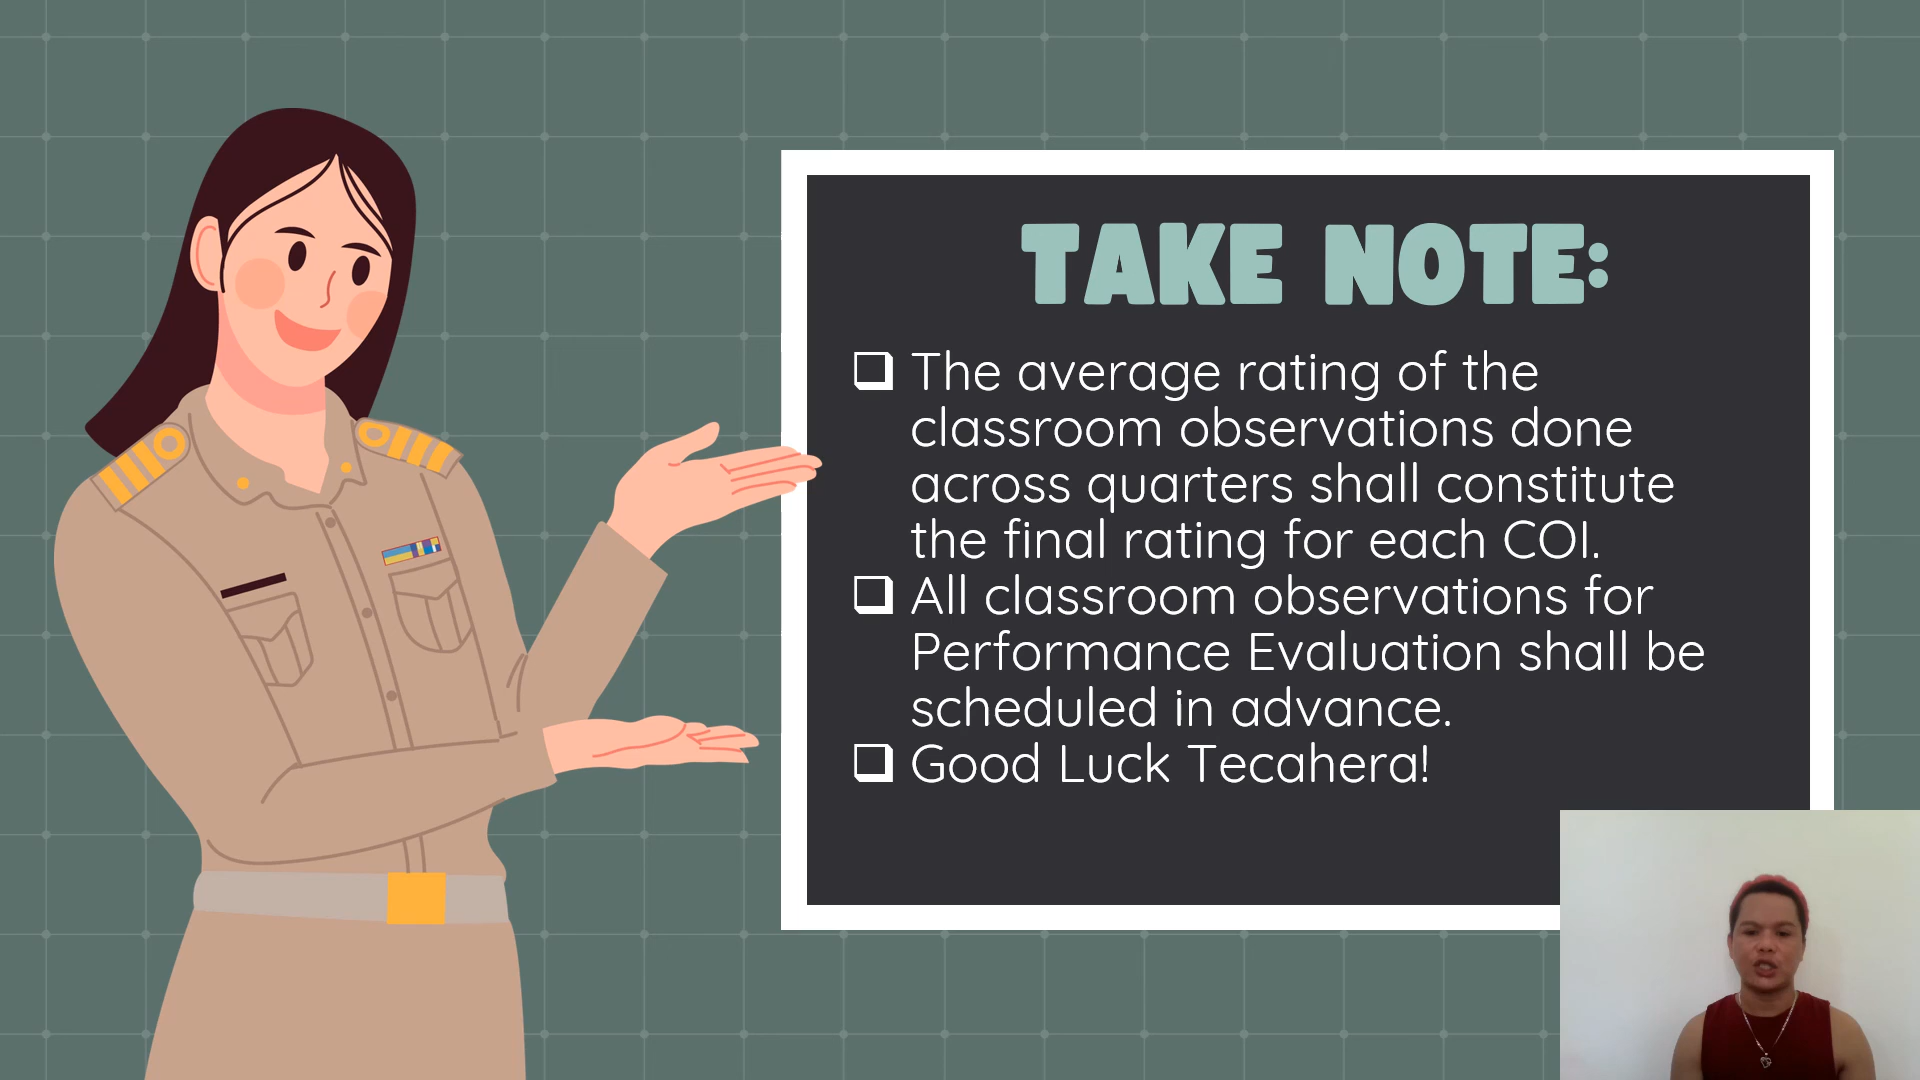 TAKE NOTE:
❑ The average rating of the
classroom observations done
across quarters shall constitute
the final rating for each COI.
❑ All classroom observations for
Performance Evaluation shall be
scheduled in advance.
❑ Good Luck Tecahera!